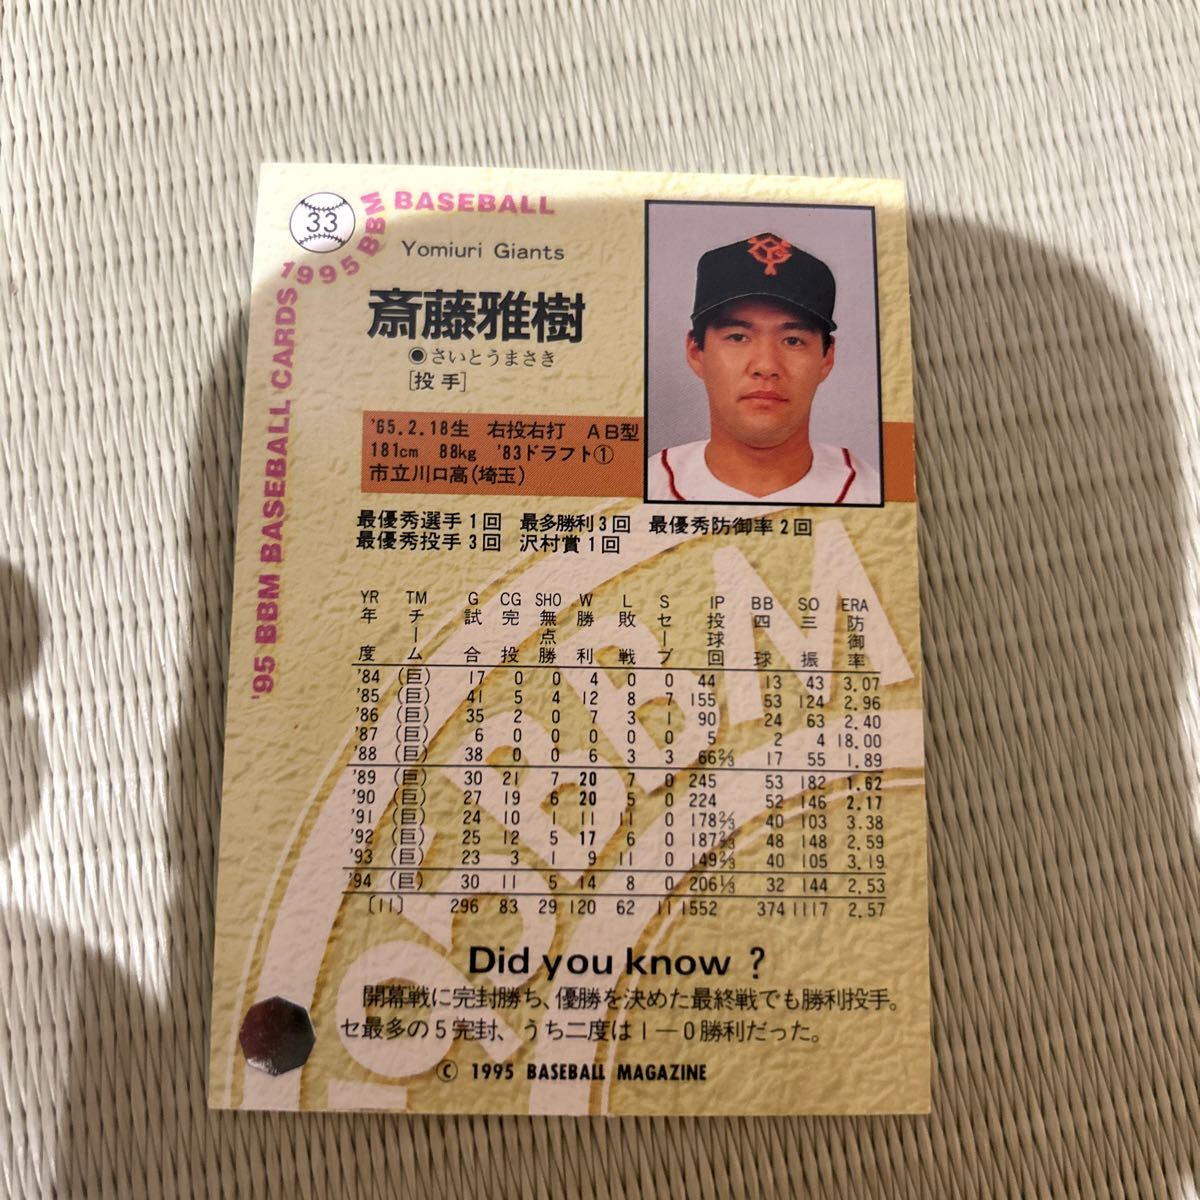 33
'95 BBM BASEBALL CARDS 1995 BBM BASEBALL
Yomiuri Giants
YG
斎藤雅樹
◉さいとうまさき
[投手]
'65.2.18生 右投右打 AB型
181cm 88kg '83ドラフト①
市立川口高(埼玉)
最優秀選手1回 最多勝利3回 最優秀防御率2回
最優秀投手3回 沢村賞1回
YR TM G CG SHO W L S IP BB SO ERA
年度 チーム 試合 完投 無点勝 勝利 敗戦 セーブ 投球回 四球 三振 防御率
'84 (巨) 17 0 0 4 0 0 44 13 43 3.07
'85 (巨) 41 5 4 12 8 7 155 53 124 2.96
'86 (巨) 35 2 0 7 3 1 90 24 63 2.40
'87 (巨) 6 0 0 0 0 0 5 2 4 18.00
'88 (巨) 38 0 0 6 3 3 66⅔ 17 55 1.89
'89 (巨) 30 21 7 20 7 0 245 53 182 1.62
'90 (巨) 27 19 6 20 5 0 224 52 146 2.17
'91 (巨) 24 10 1 11 11 0 178⅔ 40 103 3.38
'92 (巨) 25 12 5 17 6 0 187⅔ 48 148 2.59
'93 (巨) 23 3 1 9 11 0 149⅔ 40 105 3.19
'94 (巨) 30 11 5 14 8 0 206⅓ 32 144 2.53
〔11〕 296 83 29 120 62 11 1552 374 1117 2.57
Did you know ?
開幕戦に完封勝ち、優勝を決めた最終戦でも勝利投手。
セ最多の5完封、うち二度は1―0勝利だった。
© 1995 BASEBALL MAGAZINE